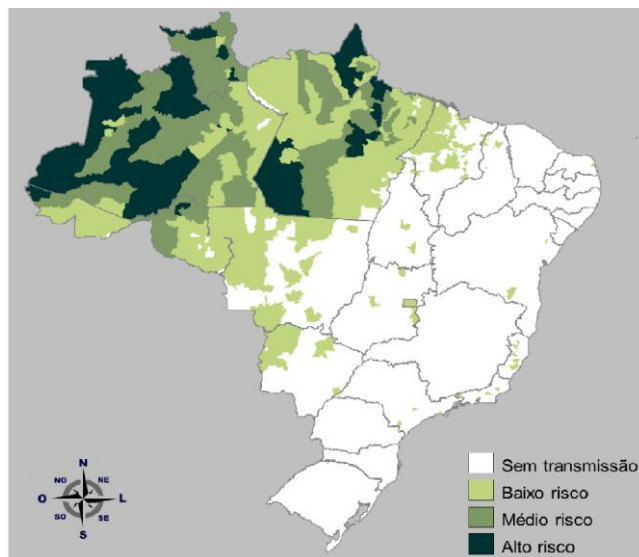 N
NO NE
O L
SO SE
S
Sem transmissão
Baixo risco
Médio risco
Alto risco